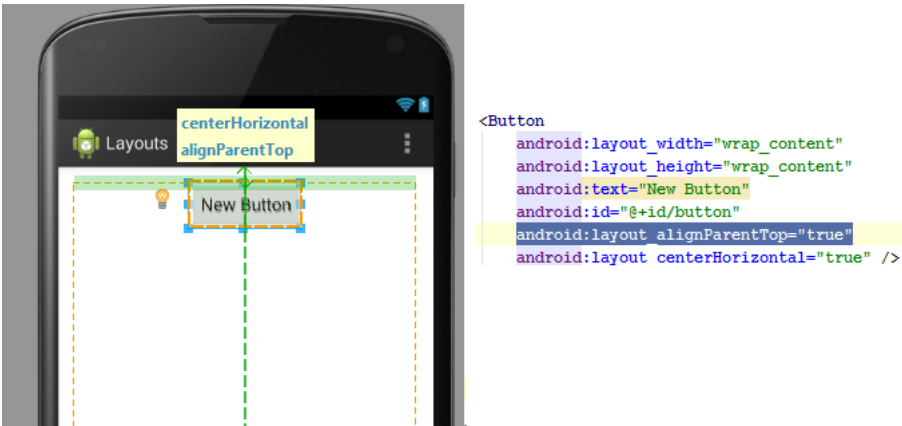 centerHorizontal
alignParentTop
Layouts
New Button
<Button
android:layout_width="wrap_content"
android:layout_height="wrap_content"
android:text="New Button"
android:id="@+id/button"
android:layout_alignParentTop="true"
android:layout_centerHorizontal="true" />